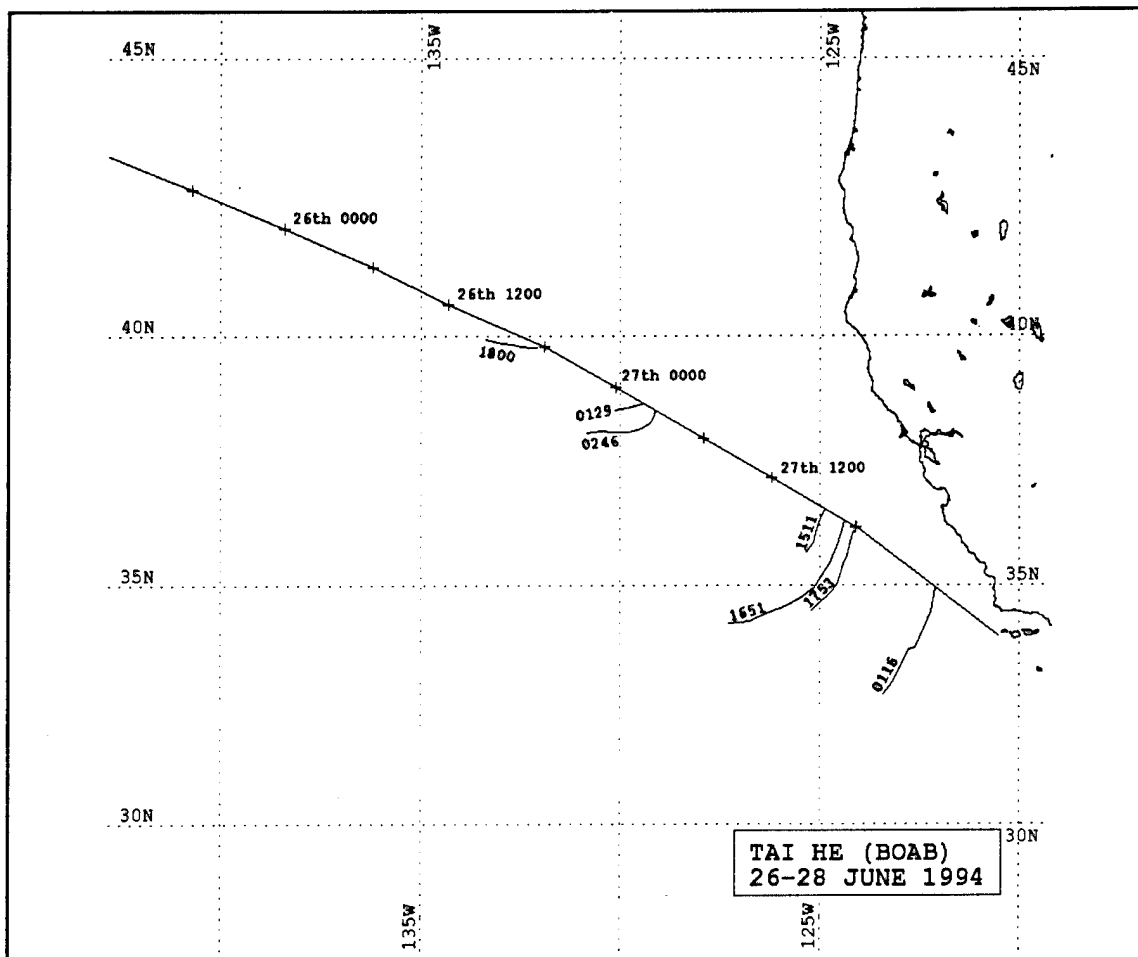 45N
135W
125W
45N
26th 0000
26th 1200
40N
40N
1800
27th 0000
0129
0246
27th 1200
1511
35N
35N
1651
1753
0116
30N
30N
TAI HE (BOAB)
26-28 JUNE 1994
135W
125W